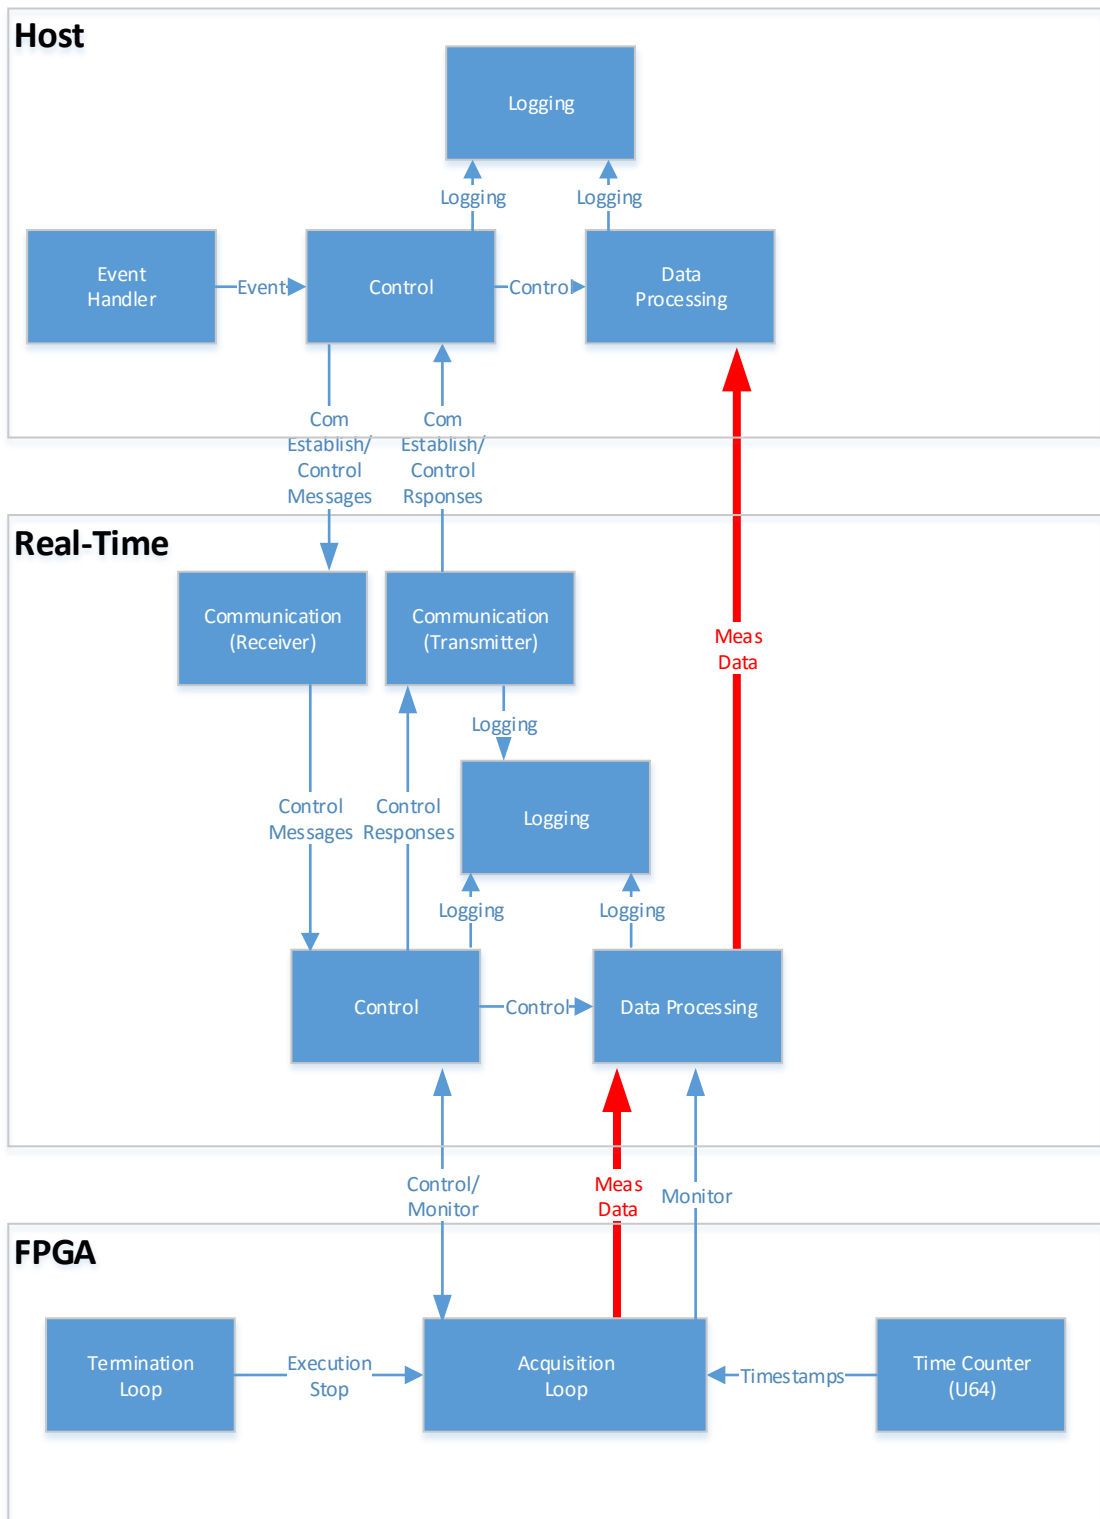 Host
Logging
Logging
Logging
Event
Handler
Event
Control
Control
Data
Processing
Com
Establish/
Control
Messages
Com
Establish/
Control
Rsponses
Real-Time
Communication
(Receiver)
Communication
(Transmitter)
Meas
Data
Logging
Control
Messages
Control
Responses
Logging
Logging
Logging
Control
Control
Data Processing
Control/
Monitor
Meas
Data
Monitor
FPGA
Termination
Loop
Execution
Stop
Acquisition
Loop
Timestamps
Time Counter
(U64)